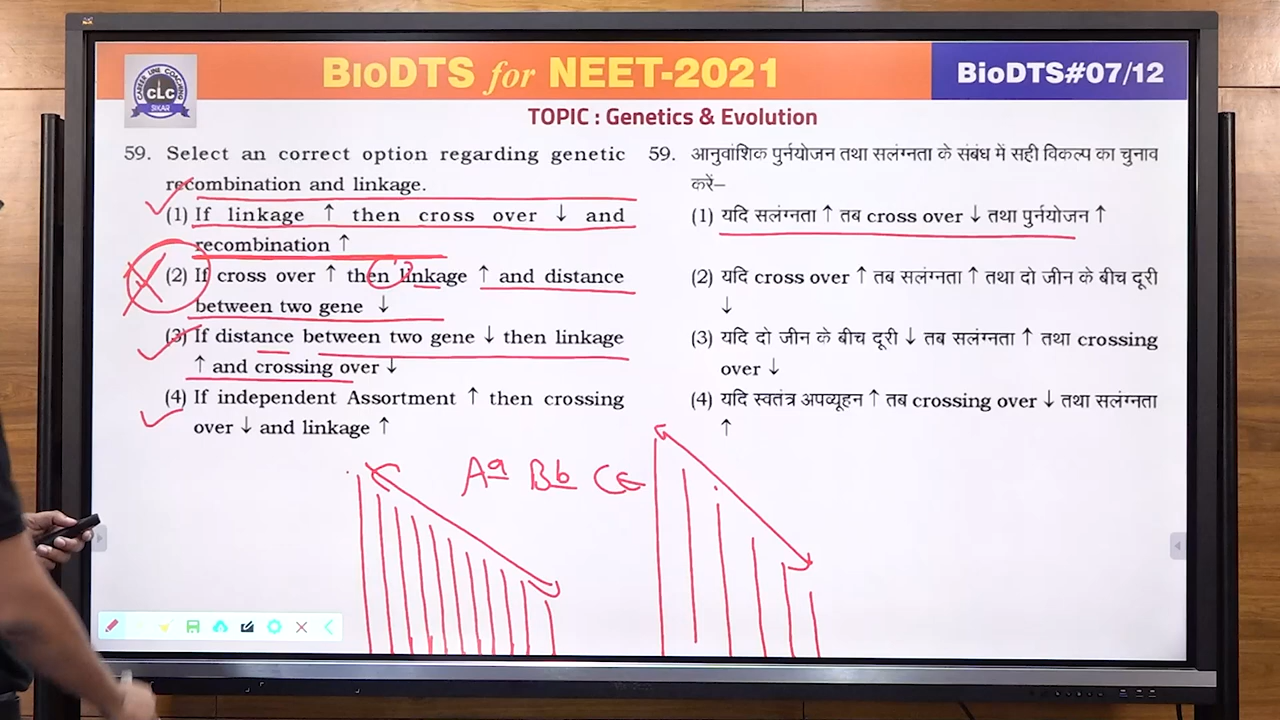 BIODTS for NEET-2021
BioDTS#07/12
CAREER LINE COACHING
CLC
SIKAR
TOPIC : Genetics & Evolution
59. Select an correct option regarding genetic
recombination and linkage.
(1) If linkage ↑ then cross over ↓ and
recombination ↑
(2) If cross over ↑ then linkage ↑ and distance
between two gene ↓
(3) If distance between two gene ↓ then linkage
↑ and crossing over ↓
(4) If independent Assortment ↑ then crossing
over ↓ and linkage ↑
59. आनुवांशिक पुर्नयोजन तथा सलंग्नता के संबंध में सही विकल्प का चुनाव
करें–
(1) यदि सलंग्नता ↑ तब cross over ↓ तथा पुर्नयोजन ↑
(2) यदि cross over ↑ तब सलंग्नता ↑ तथा दो जीन के बीच दूरी
↓
(3) यदि दो जीन के बीच दूरी ↓ तब सलंग्नता ↑ तथा crossing
over ↓
(4) यदि स्वतंत्र अपव्यूहन ↑ तब crossing over ↓ तथा सलंग्नता
↑
Aa Bb